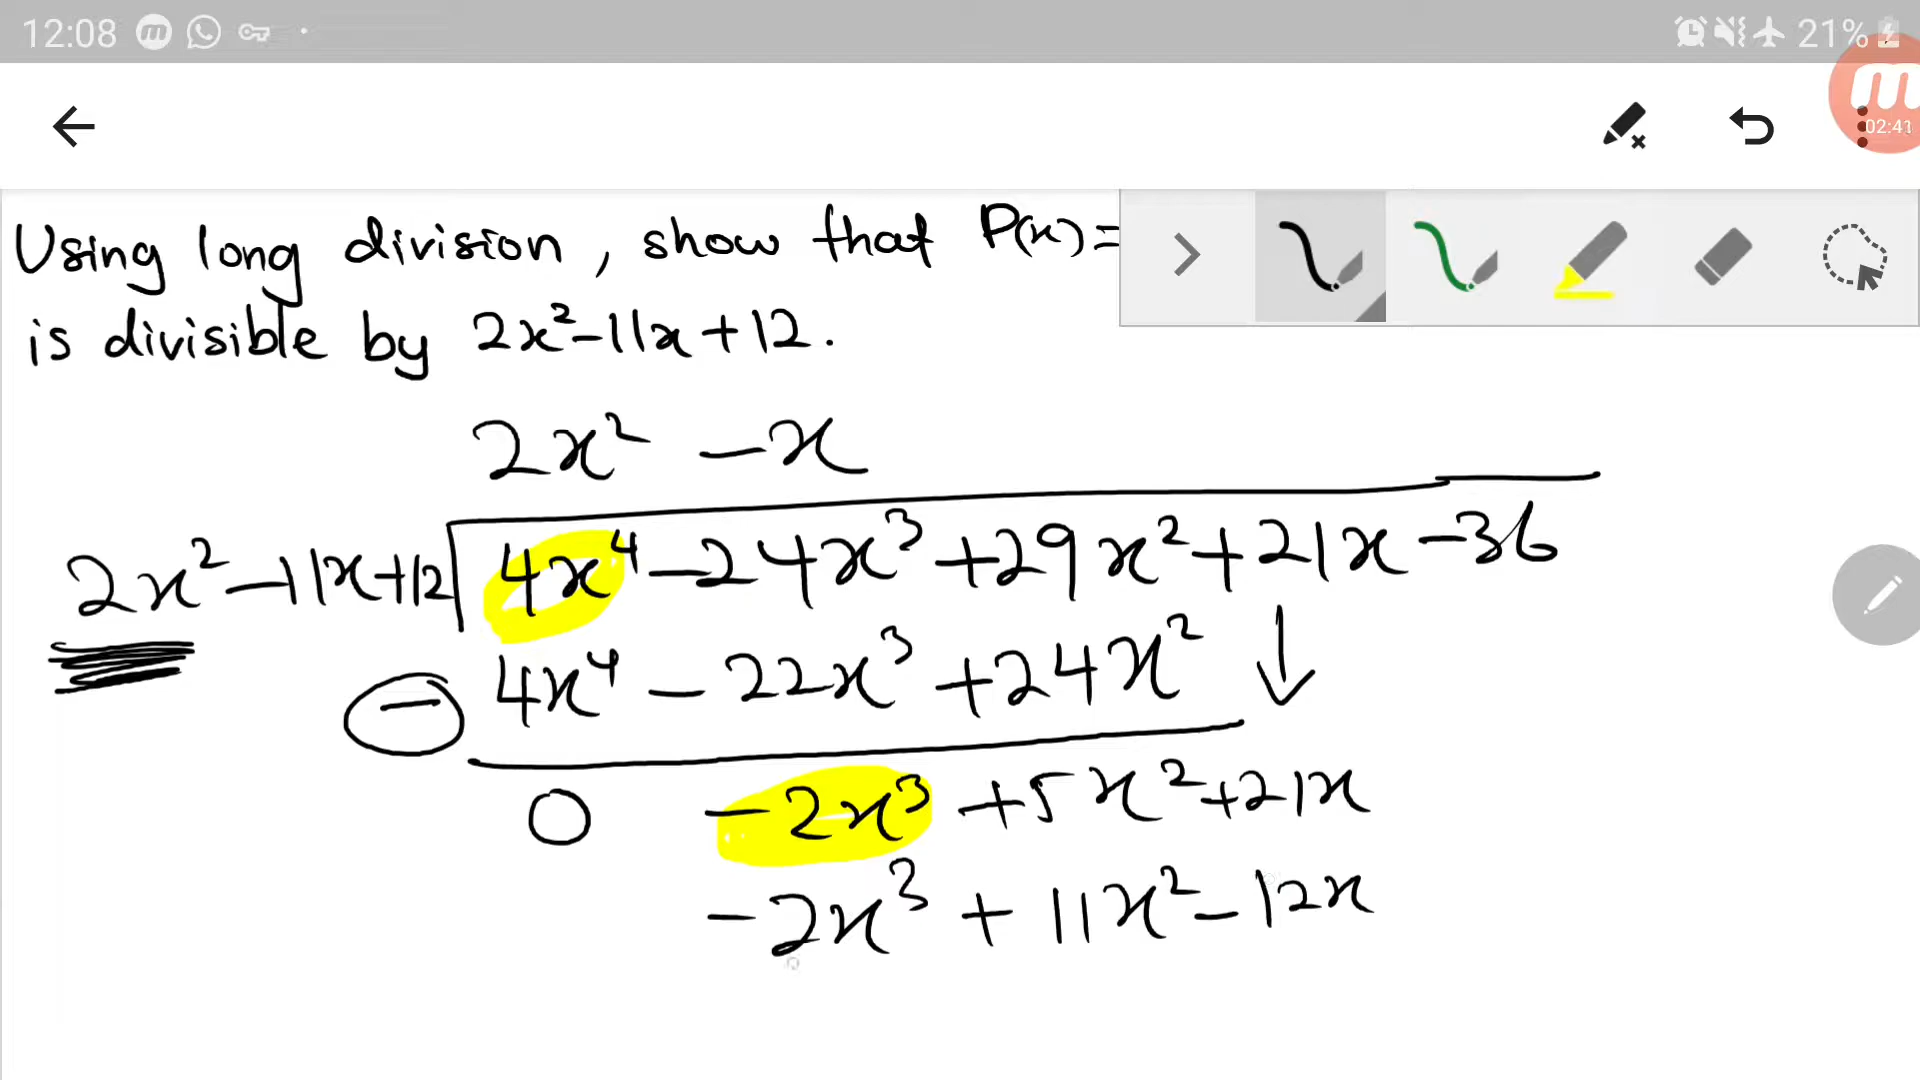 12:08 21%
02:41
Using long division, show that P(x)=
is divisible by 2x²-11x+12.
2x² -x
2x²-11x+12 4x⁴-24x³+29x²+21x-36
- 4x⁴-22x³+24x²
0 -2x³+5x²+21x
-2x³+11x²-12x